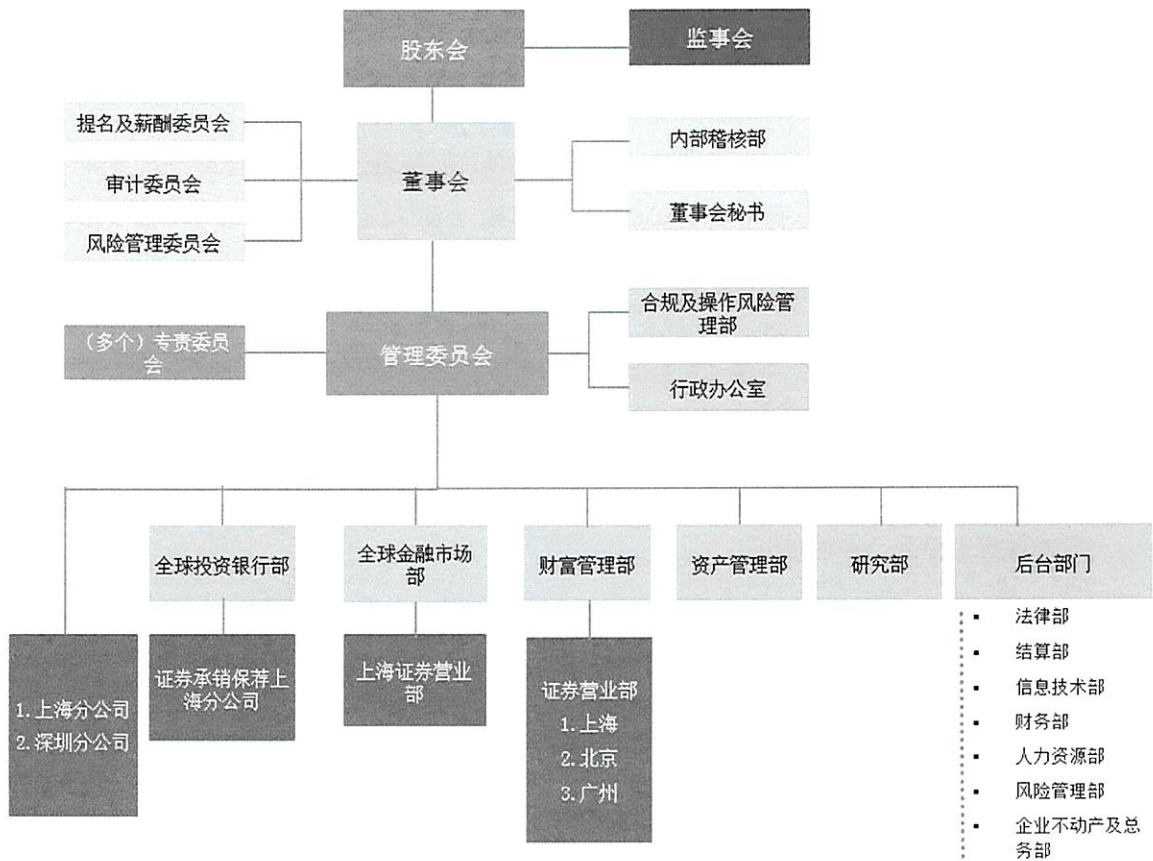 股东会
监事会
提名及薪酬委员会
审计委员会
风险管理委员会
董事会
内部稽核部
董事会秘书
（多个）专责委员
会
管理委员会
合规及操作风险管
理部
行政办公室
全球投资银行部
全球金融市场
部
财富管理部
资产管理部
研究部
后台部门
1.上海分公司
2.深圳分公司
证券承销保荐上
海分公司
上海证券营业
部
证券营业部
1.上海
2.北京
3.广州
▪ 法律部
▪ 结算部
▪ 信息技术部
▪ 财务部
▪ 人力资源部
▪ 风险管理部
▪ 企业不动产及总
务部